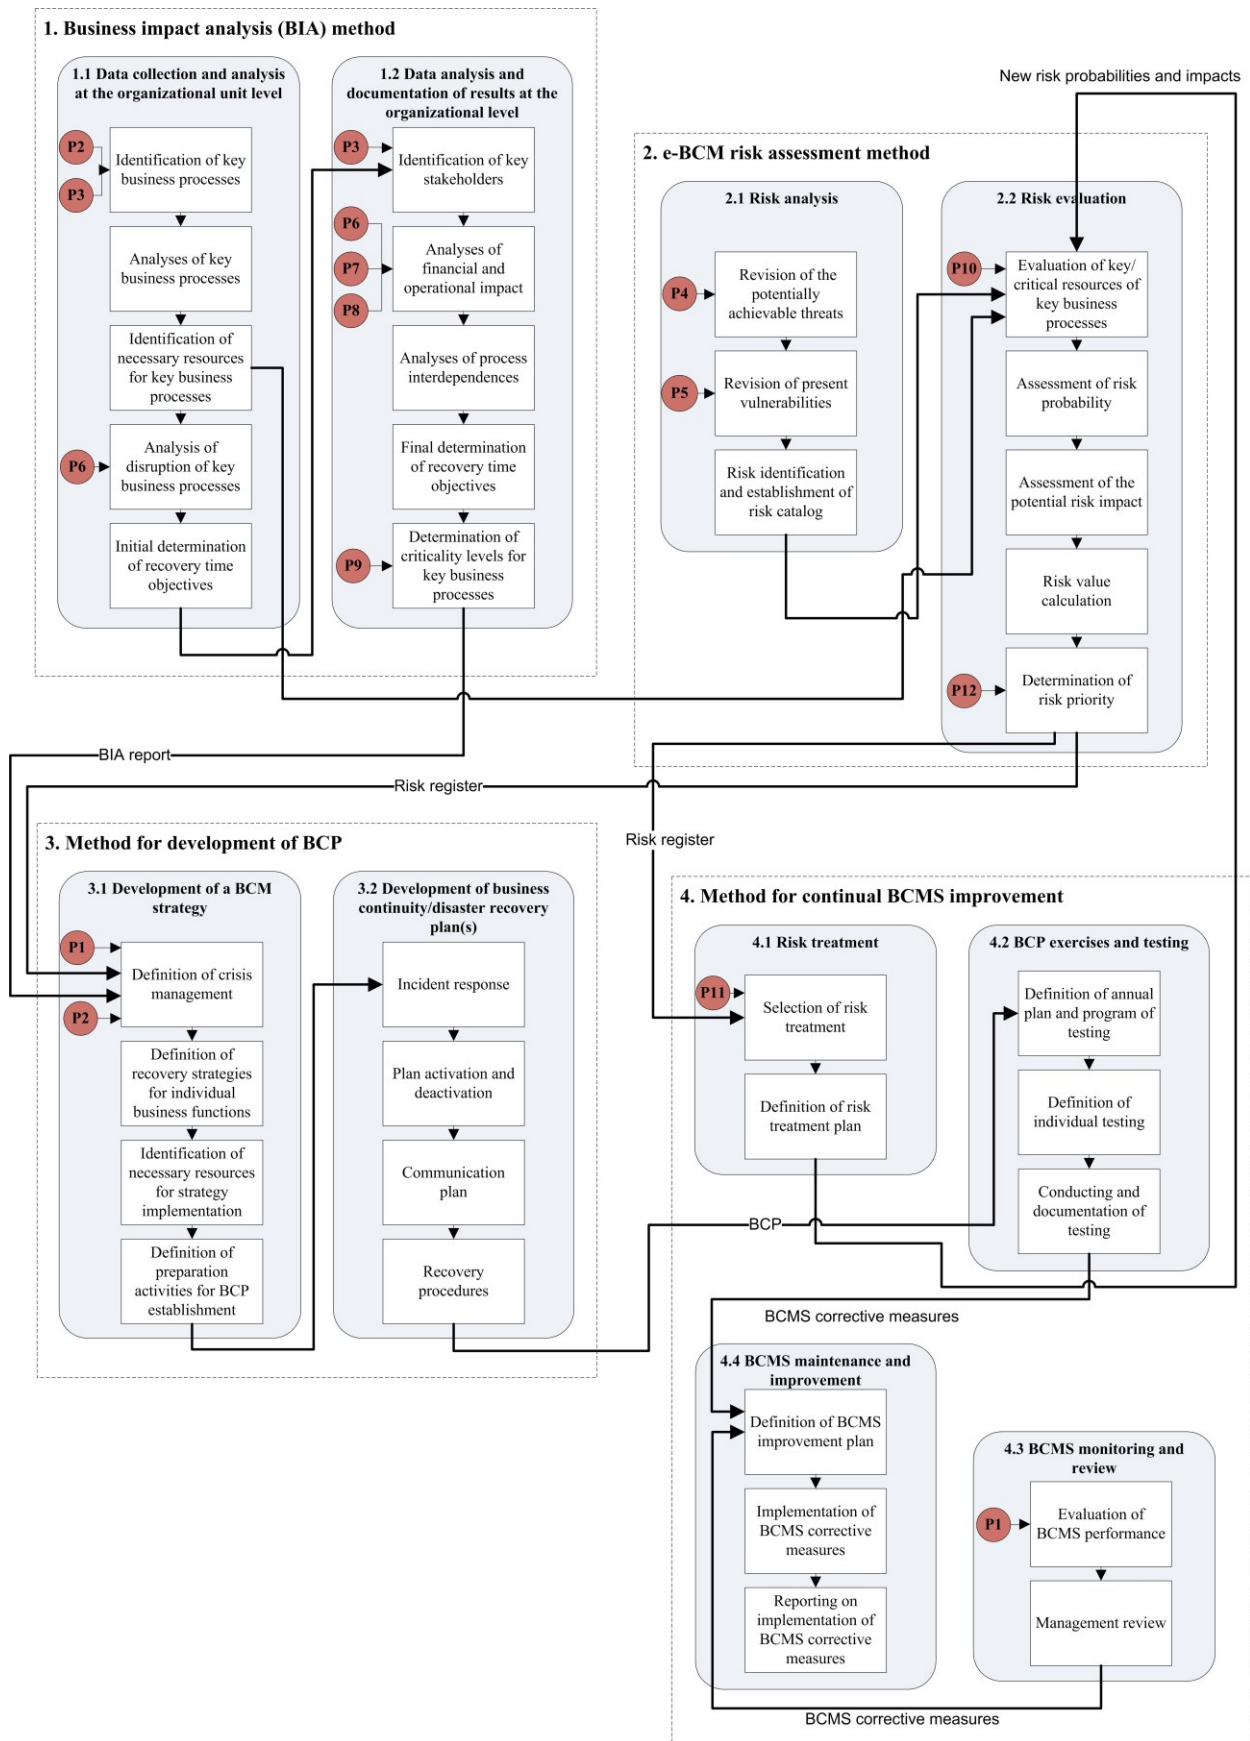 1. Business impact analysis (BIA) method
1.1 Data collection and analysis
at the organizational unit level
P2
P3
Identification of key
business processes
Analyses of key
business processes
Identification of
necessary resources
for key business
processes
P6
Analysis of
disruption of key
business processes
Initial determination
of recovery time
objectives
1.2 Data analysis and
documentation of results at the
organizational level
P3
Identification of key
stakeholders
P6
P7
P8
Analyses of
financial and
operational impact
Analyses of process
interdependences
Final determination
of recovery time
objectives
P9
Determination of
criticality levels for
key business
processes
New risk probabilities and impacts
2. e-BCM risk assessment method
2.1 Risk analysis
P4
Revision of the
potentially
achievable threats
P5
Revision of present
vulnerabilities
Risk identification
and establishment of
risk catalog
2.2 Risk evaluation
P10
Evaluation of key/
critical resources of
key business
processes
Assessment of risk
probability
Assessment of the
potential risk impact
Risk value
calculation
P12
Determination of
risk priority
BIA report
Risk register
Risk register
3. Method for development of BCP
3.1 Development of a BCM
strategy
P1
P2
Definition of crisis
management
Definition of
recovery strategies
for individual
business functions
Identification of
necessary resources
for strategy
implementation
Definition of
preparation
activities for BCP
establishment
3.2 Development of business
continuity/disaster recovery
plan(s)
Incident response
Plan activation and
deactivation
Communication
plan
Recovery
procedures
4. Method for continual BCMS improvement
4.1 Risk treatment
P11
Selection of risk
treatment
Definition of risk
treatment plan
4.2 BCP exercises and testing
Definition of annual
plan and program of
testing
Definition of
individual testing
Conducting and
documentation of
testing
BCP
BCMS corrective measures
4.4 BCMS maintenance and
improvement
Definition of BCMS
improvement plan
Implementation of
BCMS corrective
measures
Reporting on
implementation of
BCMS corrective
measures
4.3 BCMS monitoring and
review
P1
Evaluation of
BCMS performance
Management review
BCMS corrective measures